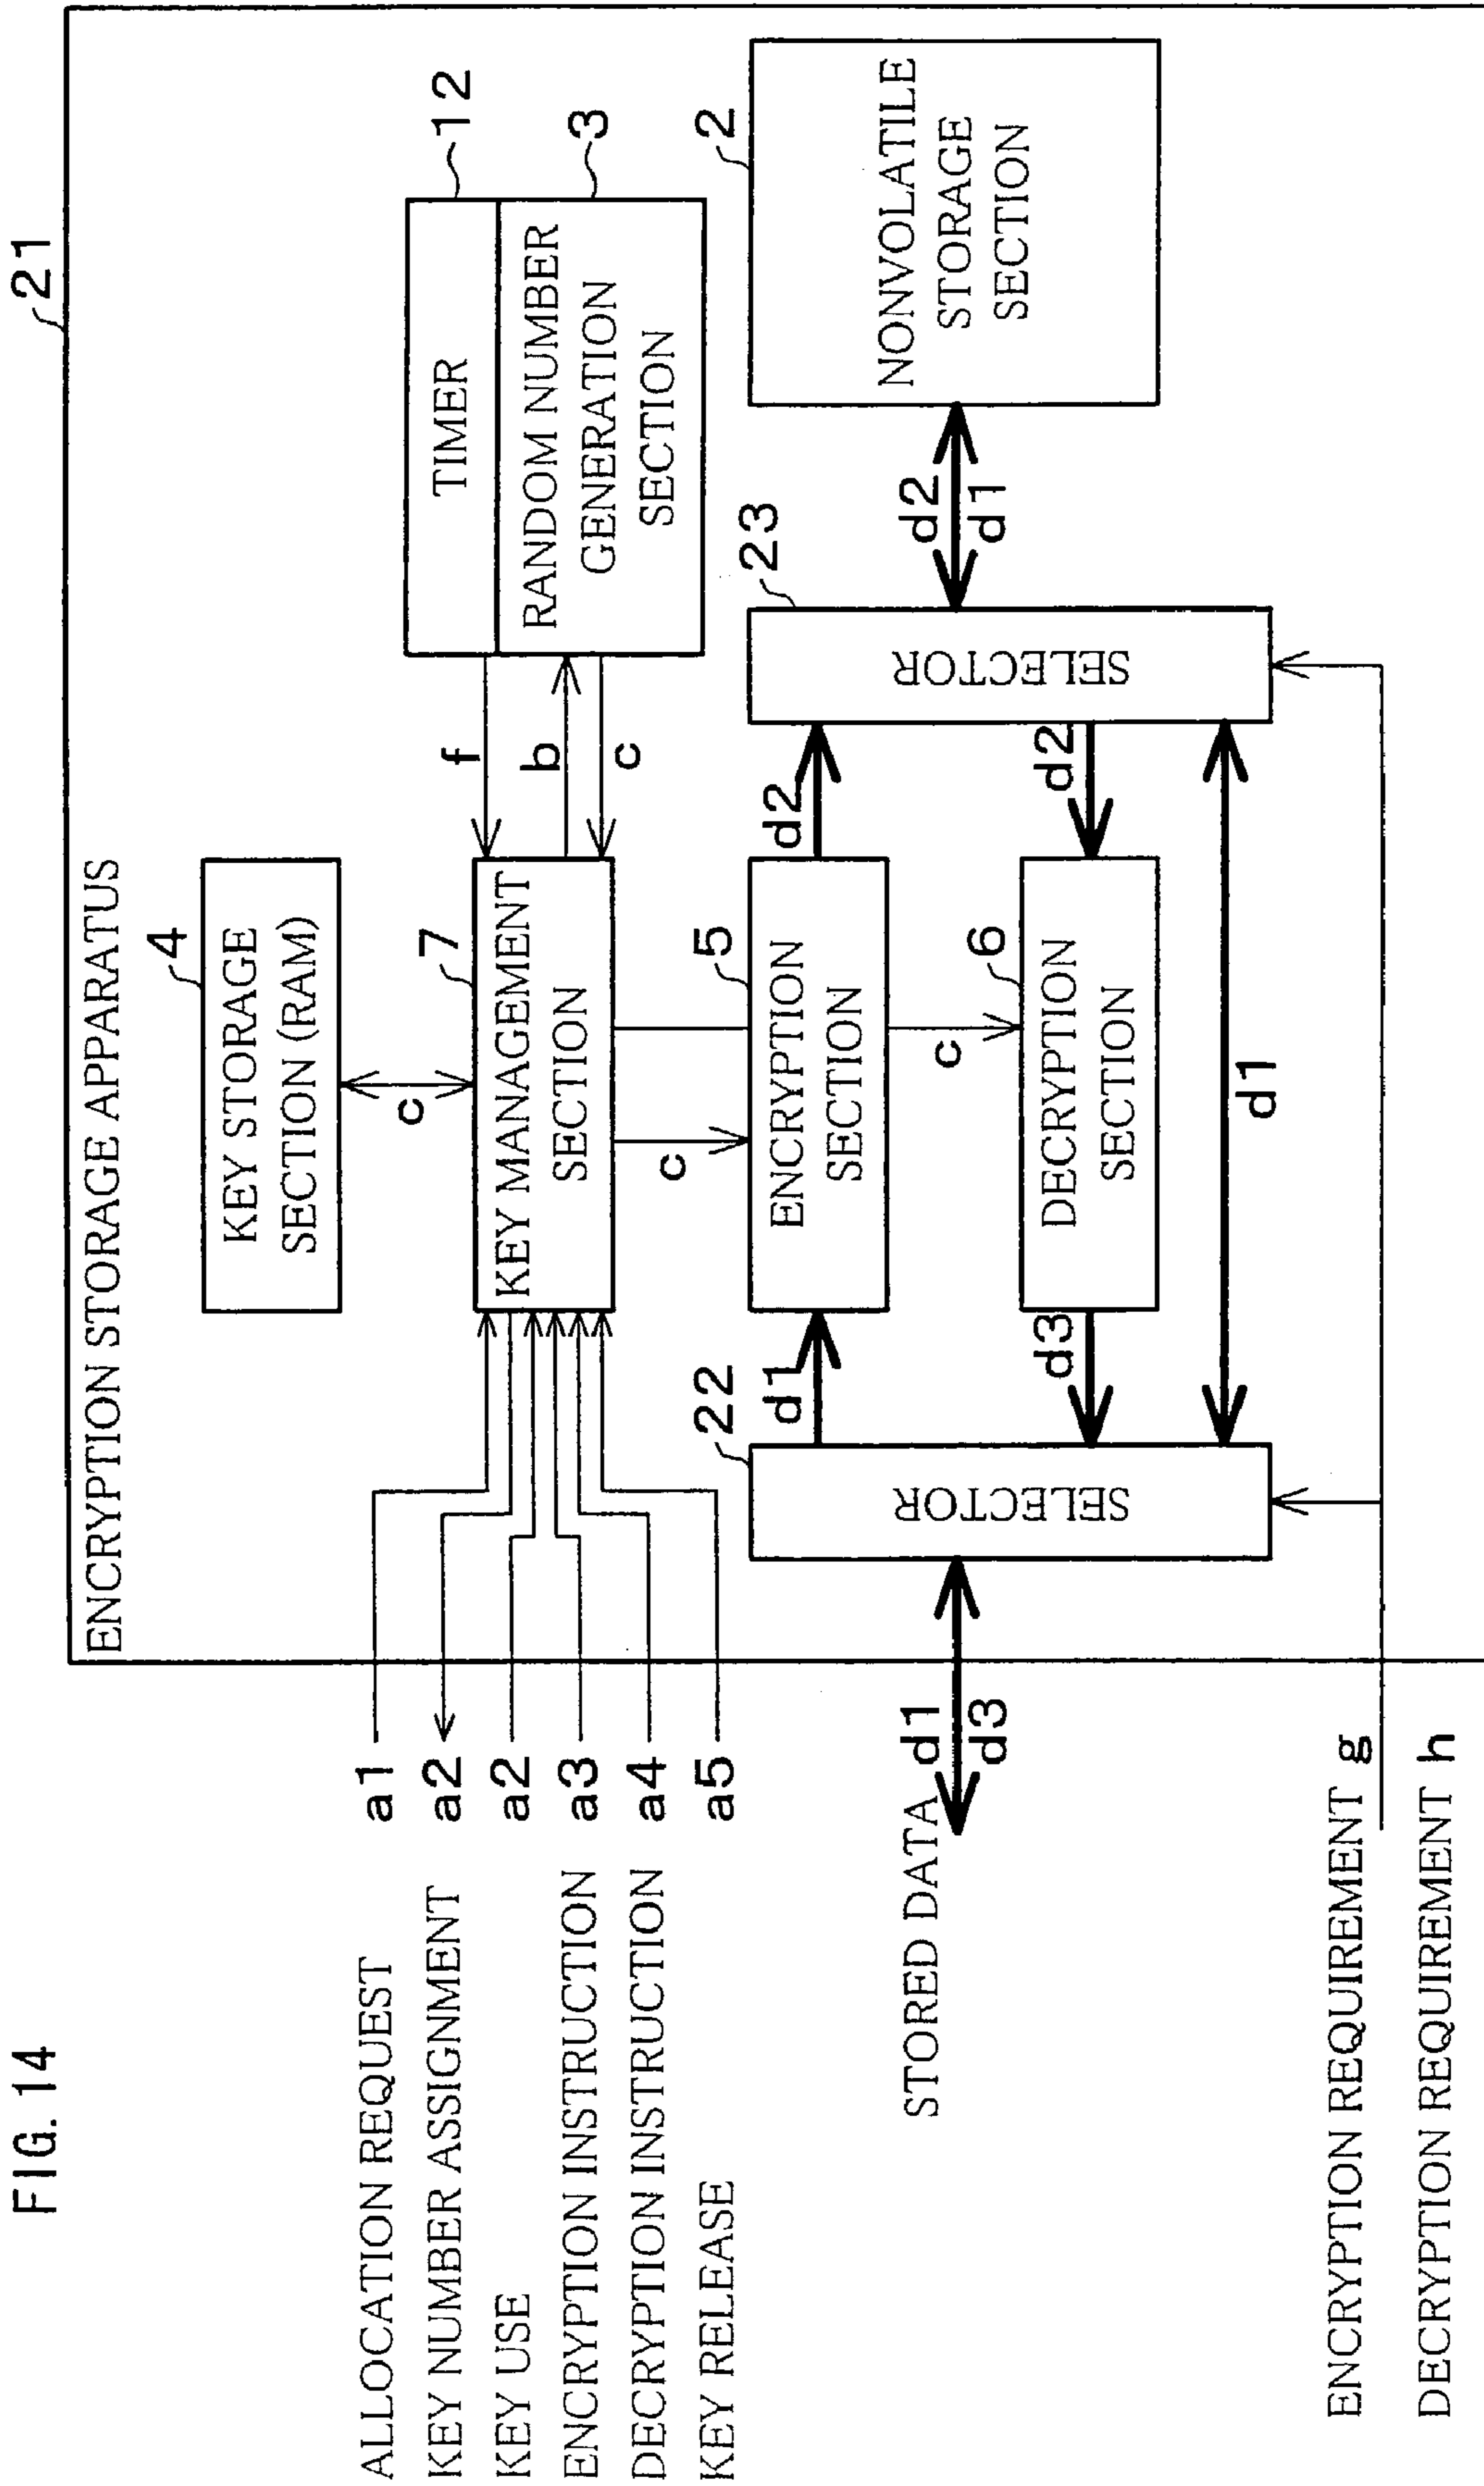 FIG. 14
21
ENCRYPTION STORAGE APPARATUS
4
KEY STORAGE
SECTION (RAM)
c
ALLOCATION REQUEST a1
KEY NUMBER ASSIGNMENT a2
KEY USE a2
ENCRYPTION INSTRUCTION a3
DECRYPTION INSTRUCTION a4
KEY RELEASE a5
7
KEY MANAGEMENT
SECTION
f
b
c
12
TIMER
3
RANDOM NUMBER
GENERATION
SECTION
c
STORED DATA
d1
d3
22
SELECTOR
d1
5
ENCRYPTION
SECTION
d2
c
6
DECRYPTION
SECTION
d3
d2
d1
23
SELECTOR
d2
d1
2
NONVOLATILE
STORAGE
SECTION
ENCRYPTION REQUIREMENT g
DECRYPTION REQUIREMENT h